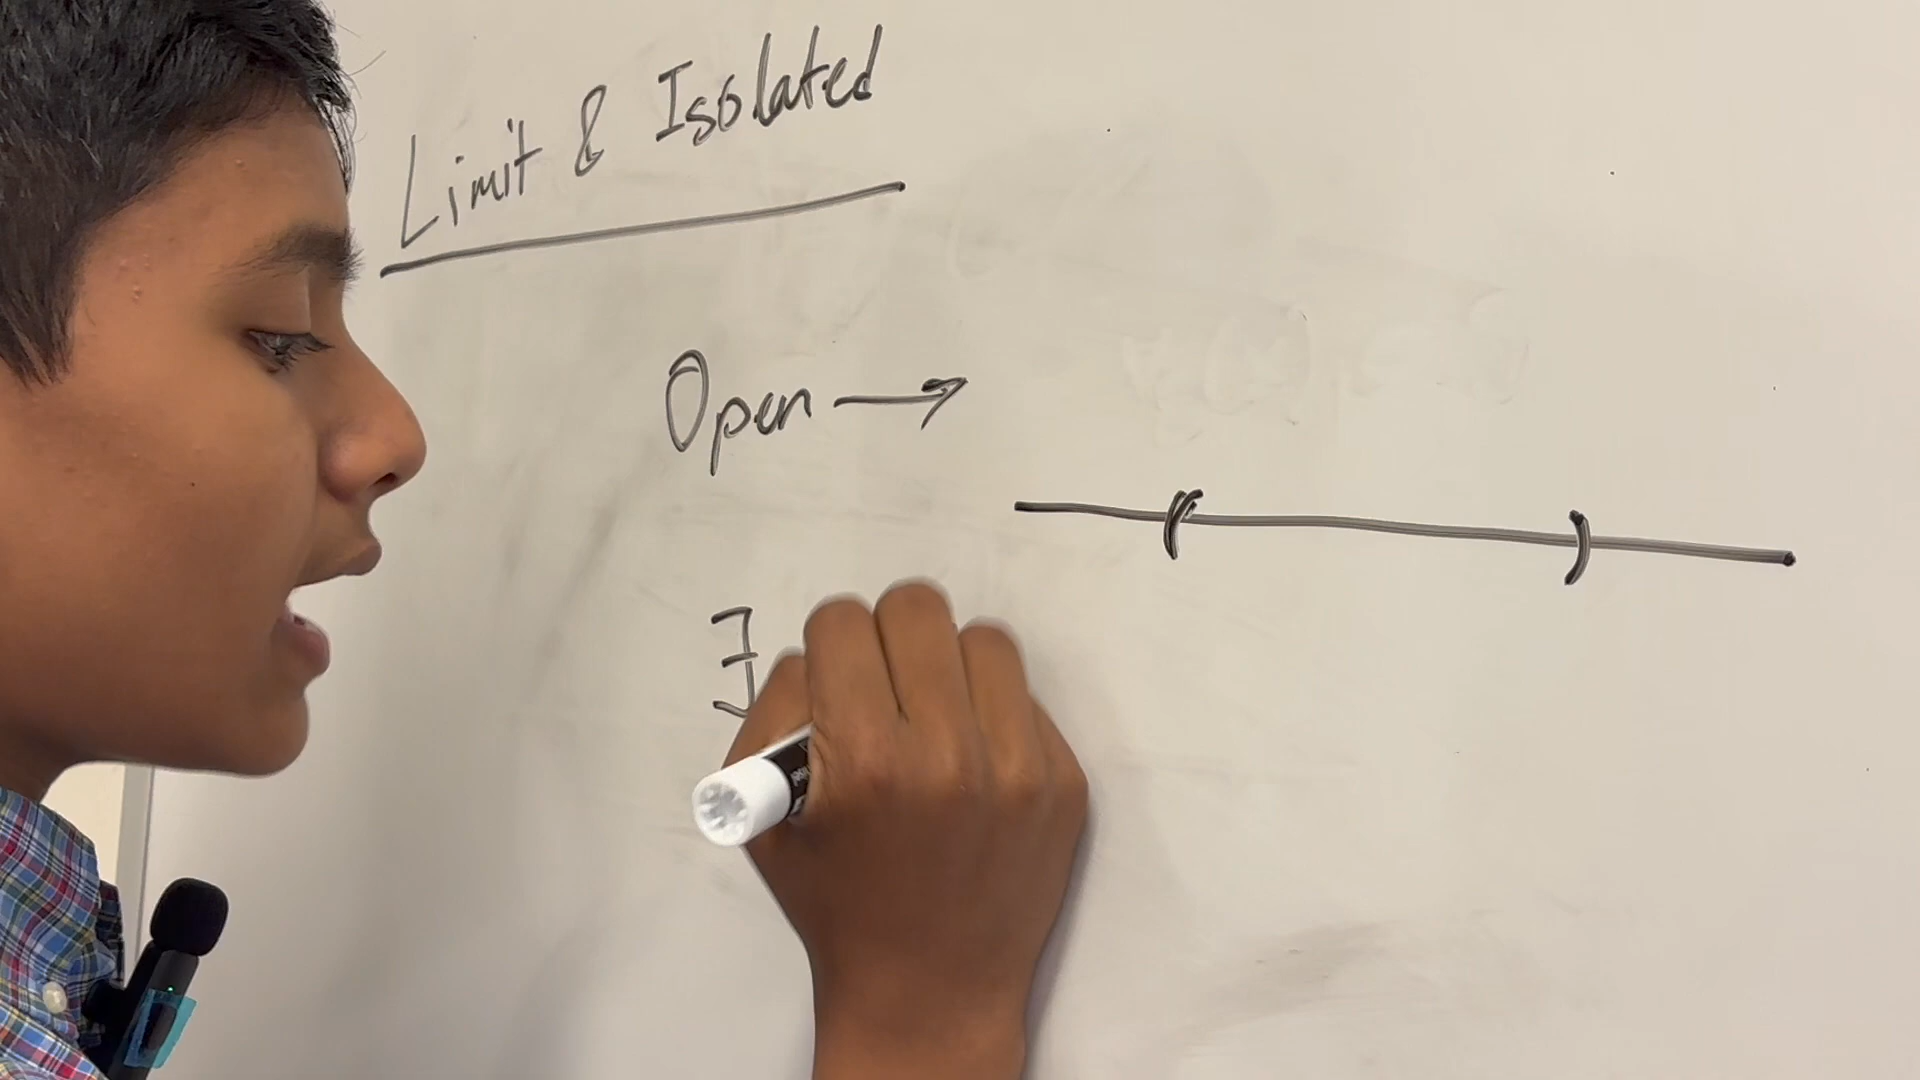 Limit & Isolated
Open →
( )
∃